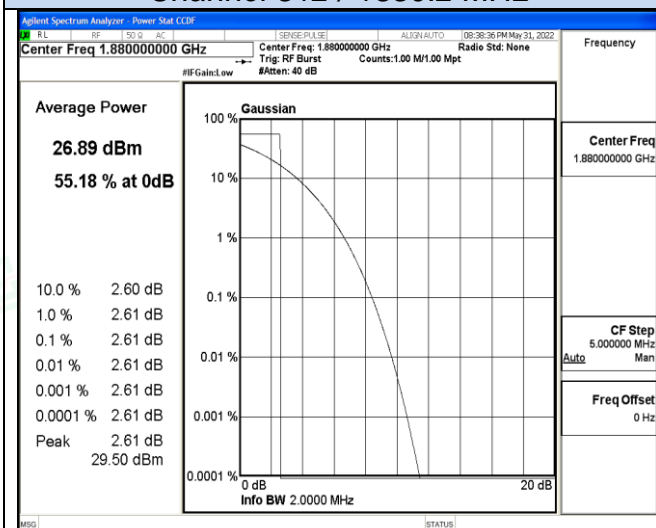 Agilent Spectrum Analyzer - Power Stat CCDF
RL RF 50 Ω AC SENSE:PULSE ALIGN AUTO 08:38:36 PM May 31, 2022
Center Freq 1.880000000 GHz
Center Freq: 1.880000000 GHz Radio Std: None
Trig: RF Burst Counts:1.00 M/1.00 Mpt
#IFGain:Low #Atten: 40 dB
Frequency
Average Power
26.89 dBm
55.18 % at 0dB
10.0 % 2.60 dB
1.0 % 2.61 dB
0.1 % 2.61 dB
0.01 % 2.61 dB
0.001 % 2.61 dB
0.0001 % 2.61 dB
Peak 2.61 dB
29.50 dBm
Gaussian
100 %
10 %
1 %
0.1 %
0.01 %
0.001 %
0.0001 %
0 dB 20 dB
Info BW 2.0000 MHz
Center Freq
1.880000000 GHz
CF Step
5.000000 MHz
Auto Man
Freq Offset
0 Hz
MSG STATUS